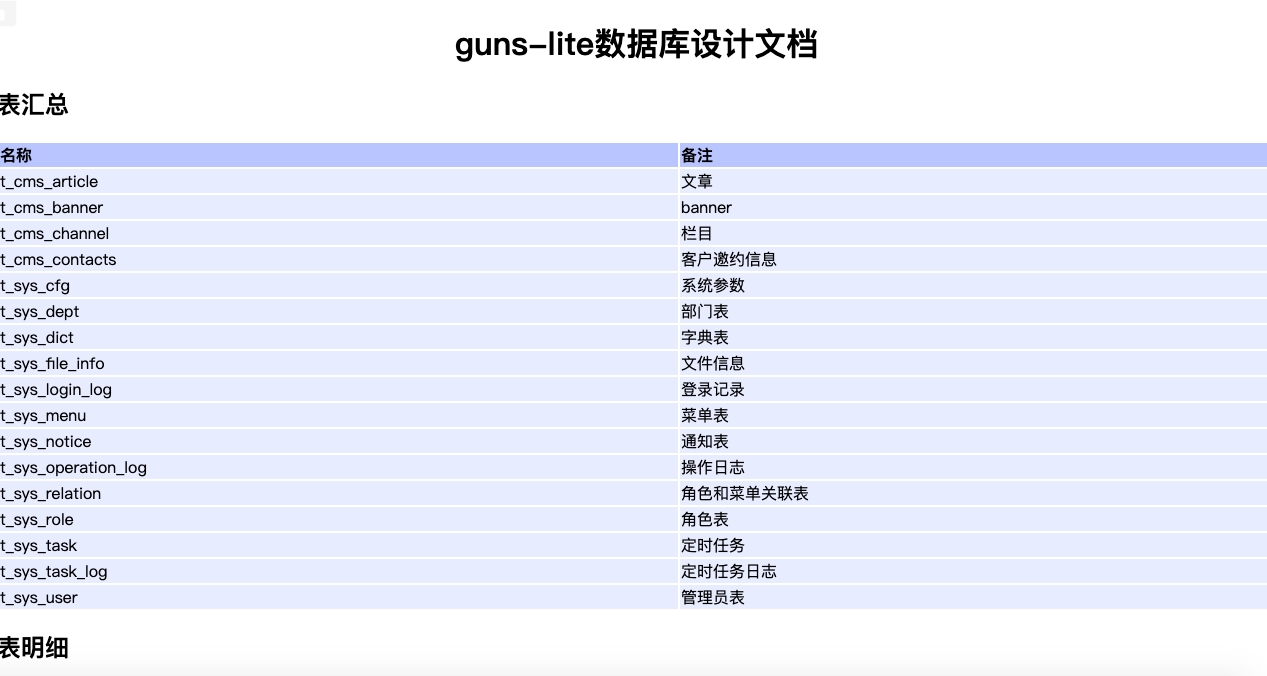 guns-lite数据库设计文档
表汇总
名称 备注
t_cms_article 文章
t_cms_banner banner
t_cms_channel 栏目
t_cms_contacts 客户邀约信息
t_sys_cfg 系统参数
t_sys_dept 部门表
t_sys_dict 字典表
t_sys_file_info 文件信息
t_sys_login_log 登录记录
t_sys_menu 菜单表
t_sys_notice 通知表
t_sys_operation_log 操作日志
t_sys_relation 角色和菜单关联表
t_sys_role 角色表
t_sys_task 定时任务
t_sys_task_log 定时任务日志
t_sys_user 管理员表
表明细